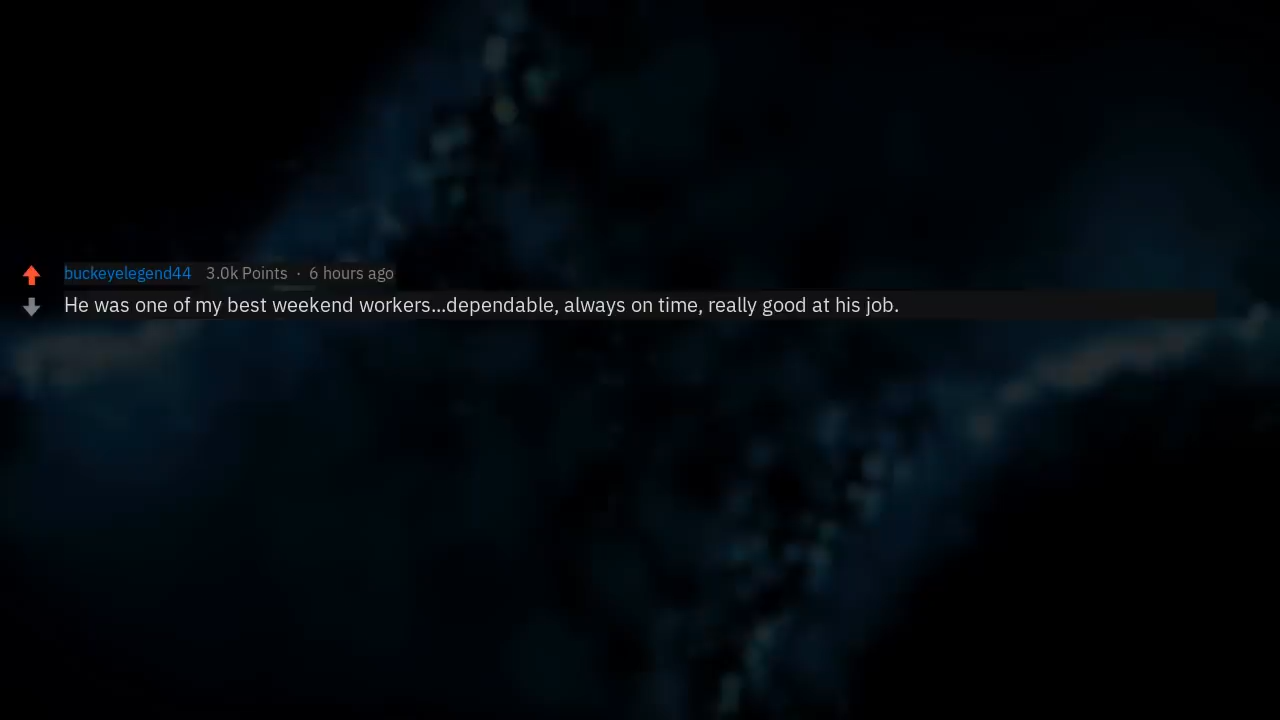 buckeyelegend44 3.0k Points · 6 hours ago
He was one of my best weekend workers...dependable, always on time, really good at his job.